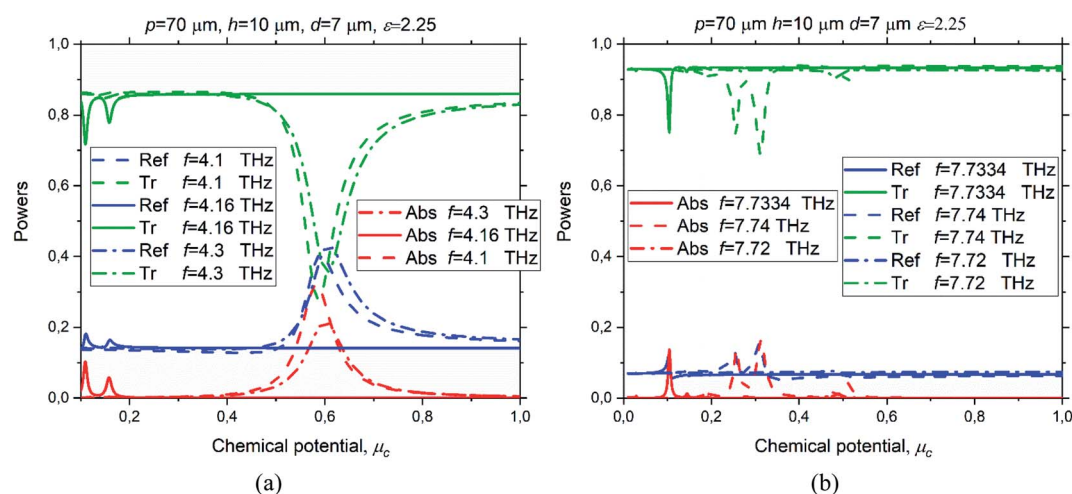 p=70 μm, h=10 μm, d=7 μm, ε=2.25
1,0
0,8
0,6
0,4
0,2
0,0
Powers
Ref f=4.1 THz
Tr f=4.1 THz
Ref f=4.16 THz
Tr f=4.16 THz
Ref f=4.3 THz
Tr f=4.3 THz
Abs f=4.3 THz
Abs f=4.16 THz
Abs f=4.1 THz
0,2
0,4
0,6
0,8
1,0
Chemical potential, μc
(a)
p=70 μm h=10 μm d=7 μm ε=2.25
1,0
0,8
0,6
0,4
0,2
0,0
Powers
Abs f=7.7334 THz
Abs f=7.74 THz
Abs f=7.72 THz
Ref f=7.7334 THz
Tr f=7.7334 THz
Ref f=7.74 THz
Tr f=7.74 THz
Ref f=7.72 THz
Tr f=7.72 THz
0,0
0,2
0,4
0,6
0,8
1,0
Chemical potential, μc
(b)